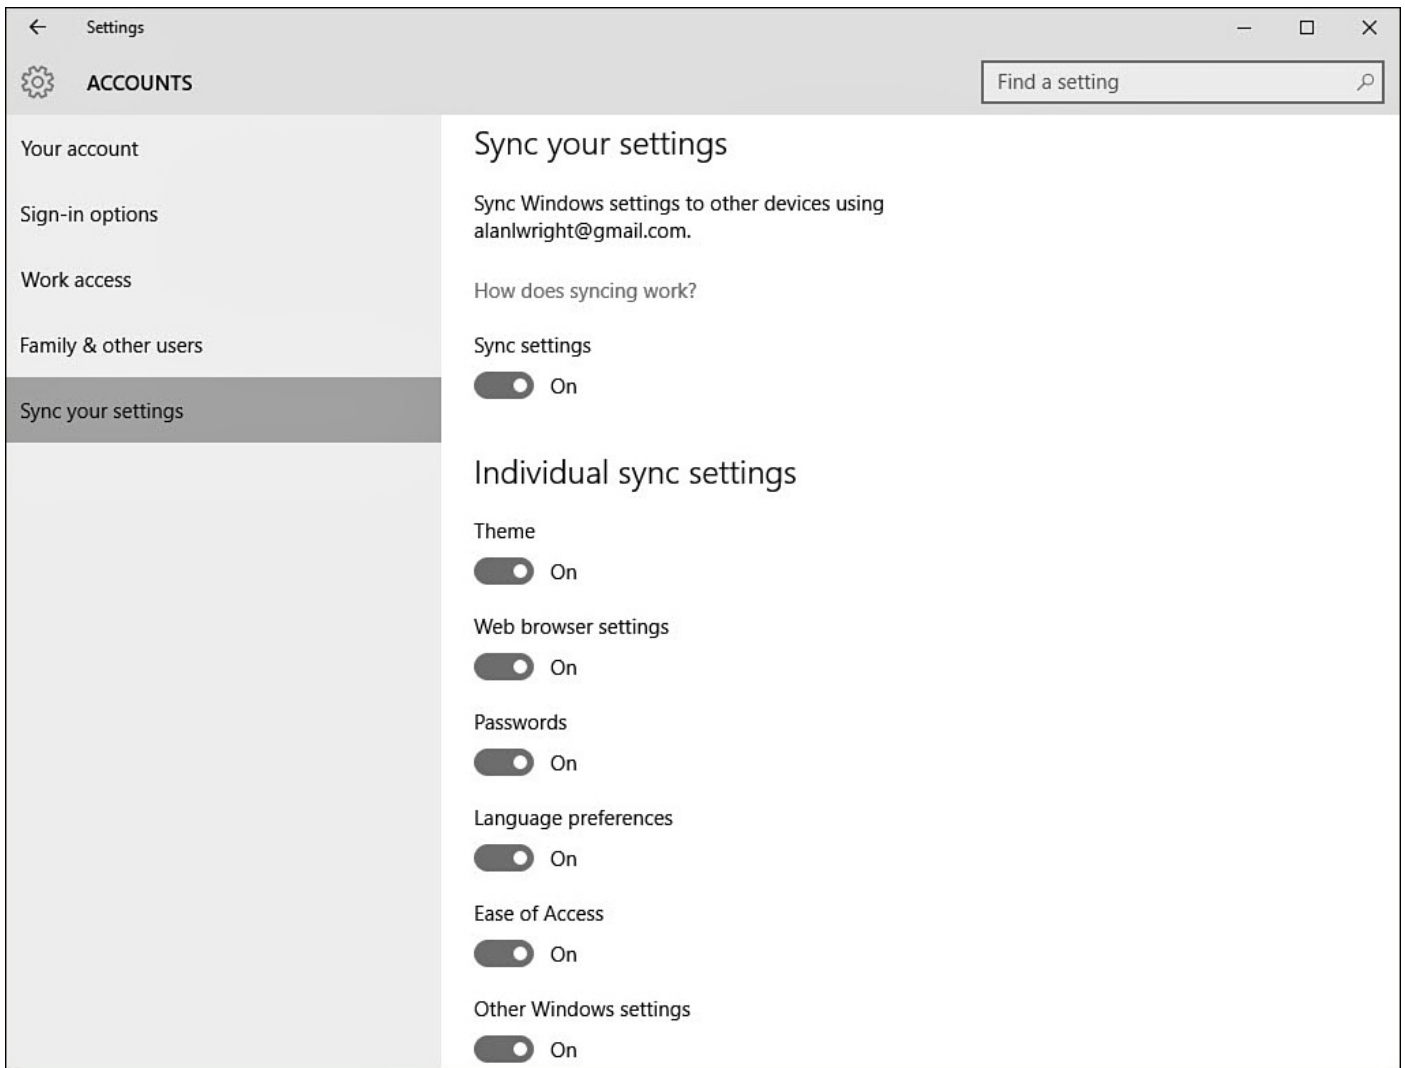 Settings
ACCOUNTS
Find a setting
Your account
Sign-in options
Work access
Family & other users
Sync your settings
Sync your settings
Sync Windows settings to other devices using
alanlwright@gmail.com.
How does syncing work?
Sync settings
On
Individual sync settings
Theme
On
Web browser settings
On
Passwords
On
Language preferences
On
Ease of Access
On
Other Windows settings
On